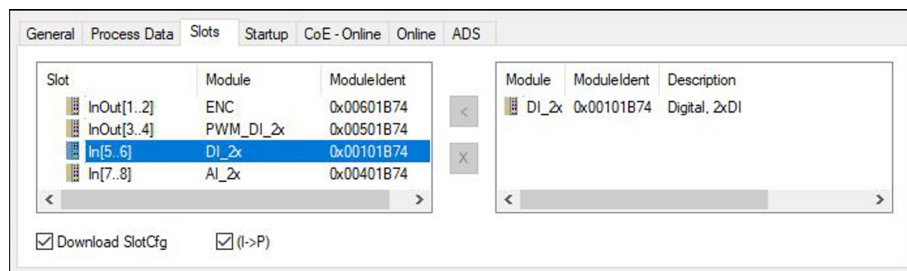 General Process Data Slots Startup CoE - Online Online ADS
Slot Module ModuleIdent
InOut[1..2] ENC 0x00601B74
InOut[3..4] PWM_DI_2x 0x00501B74
In[5..6] DI_2x 0x00101B74
In[7..8] AI_2x 0x00401B74
<
X
Module ModuleIdent Description
DI_2x 0x00101B74 Digital, 2xDI
Download SlotCfg (I->P)